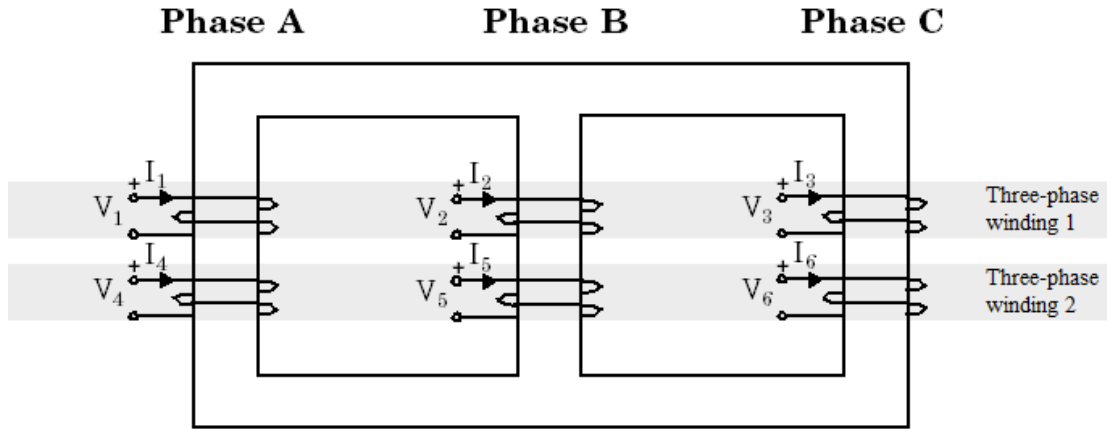 Phase A Phase B Phase C
+ I₁ + I₂ + I₃
V₁ V₂ V₃
Three-phase
winding 1
+ I₄ + I₅ + I₆
V₄ V₅ V₆
Three-phase
winding 2